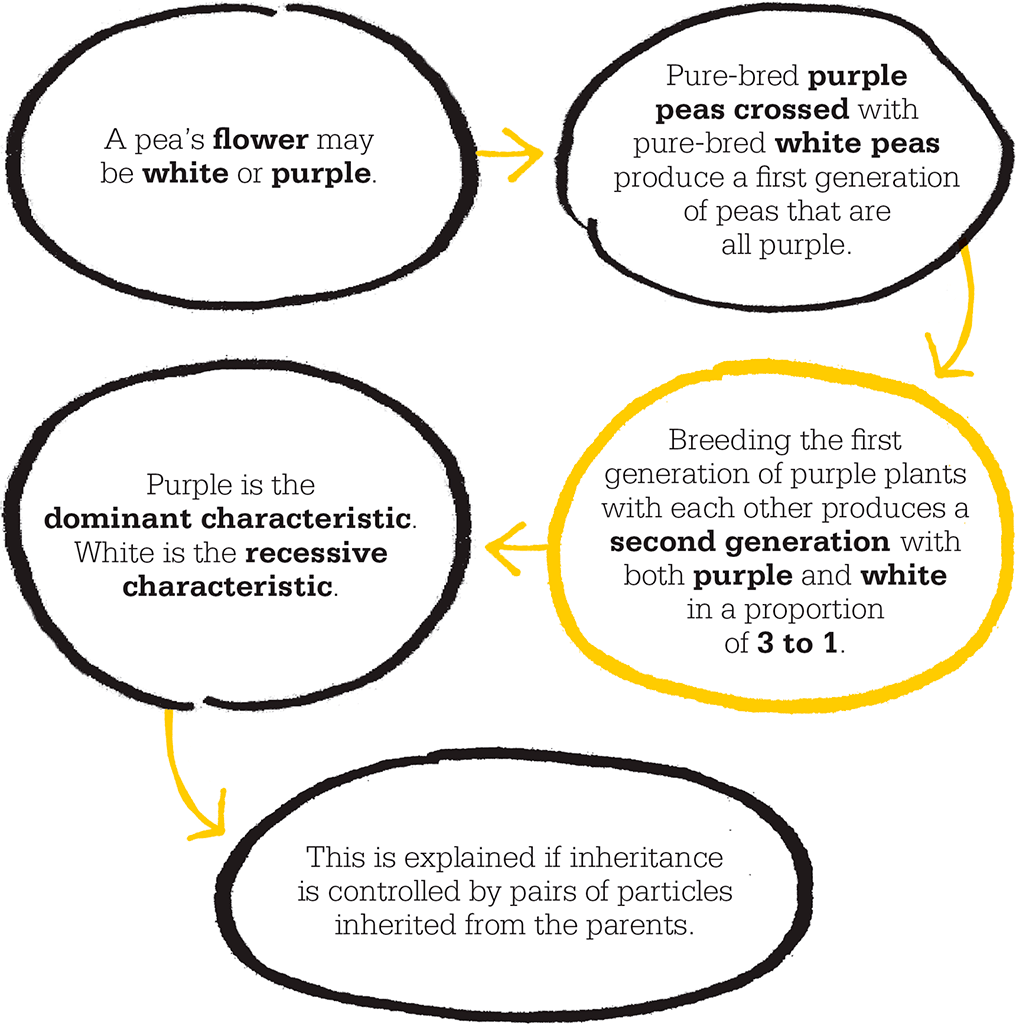 A pea’s flower may
be white or purple.
Pure-bred purple
peas crossed with
pure-bred white peas
produce a first generation
of peas that are
all purple.
Breeding the first
generation of purple plants
with each other produces a
second generation with
both purple and white
in a proportion
of 3 to 1.
Purple is the
dominant characteristic.
White is the recessive
characteristic.
This is explained if inheritance
is controlled by pairs of particles
inherited from the parents.